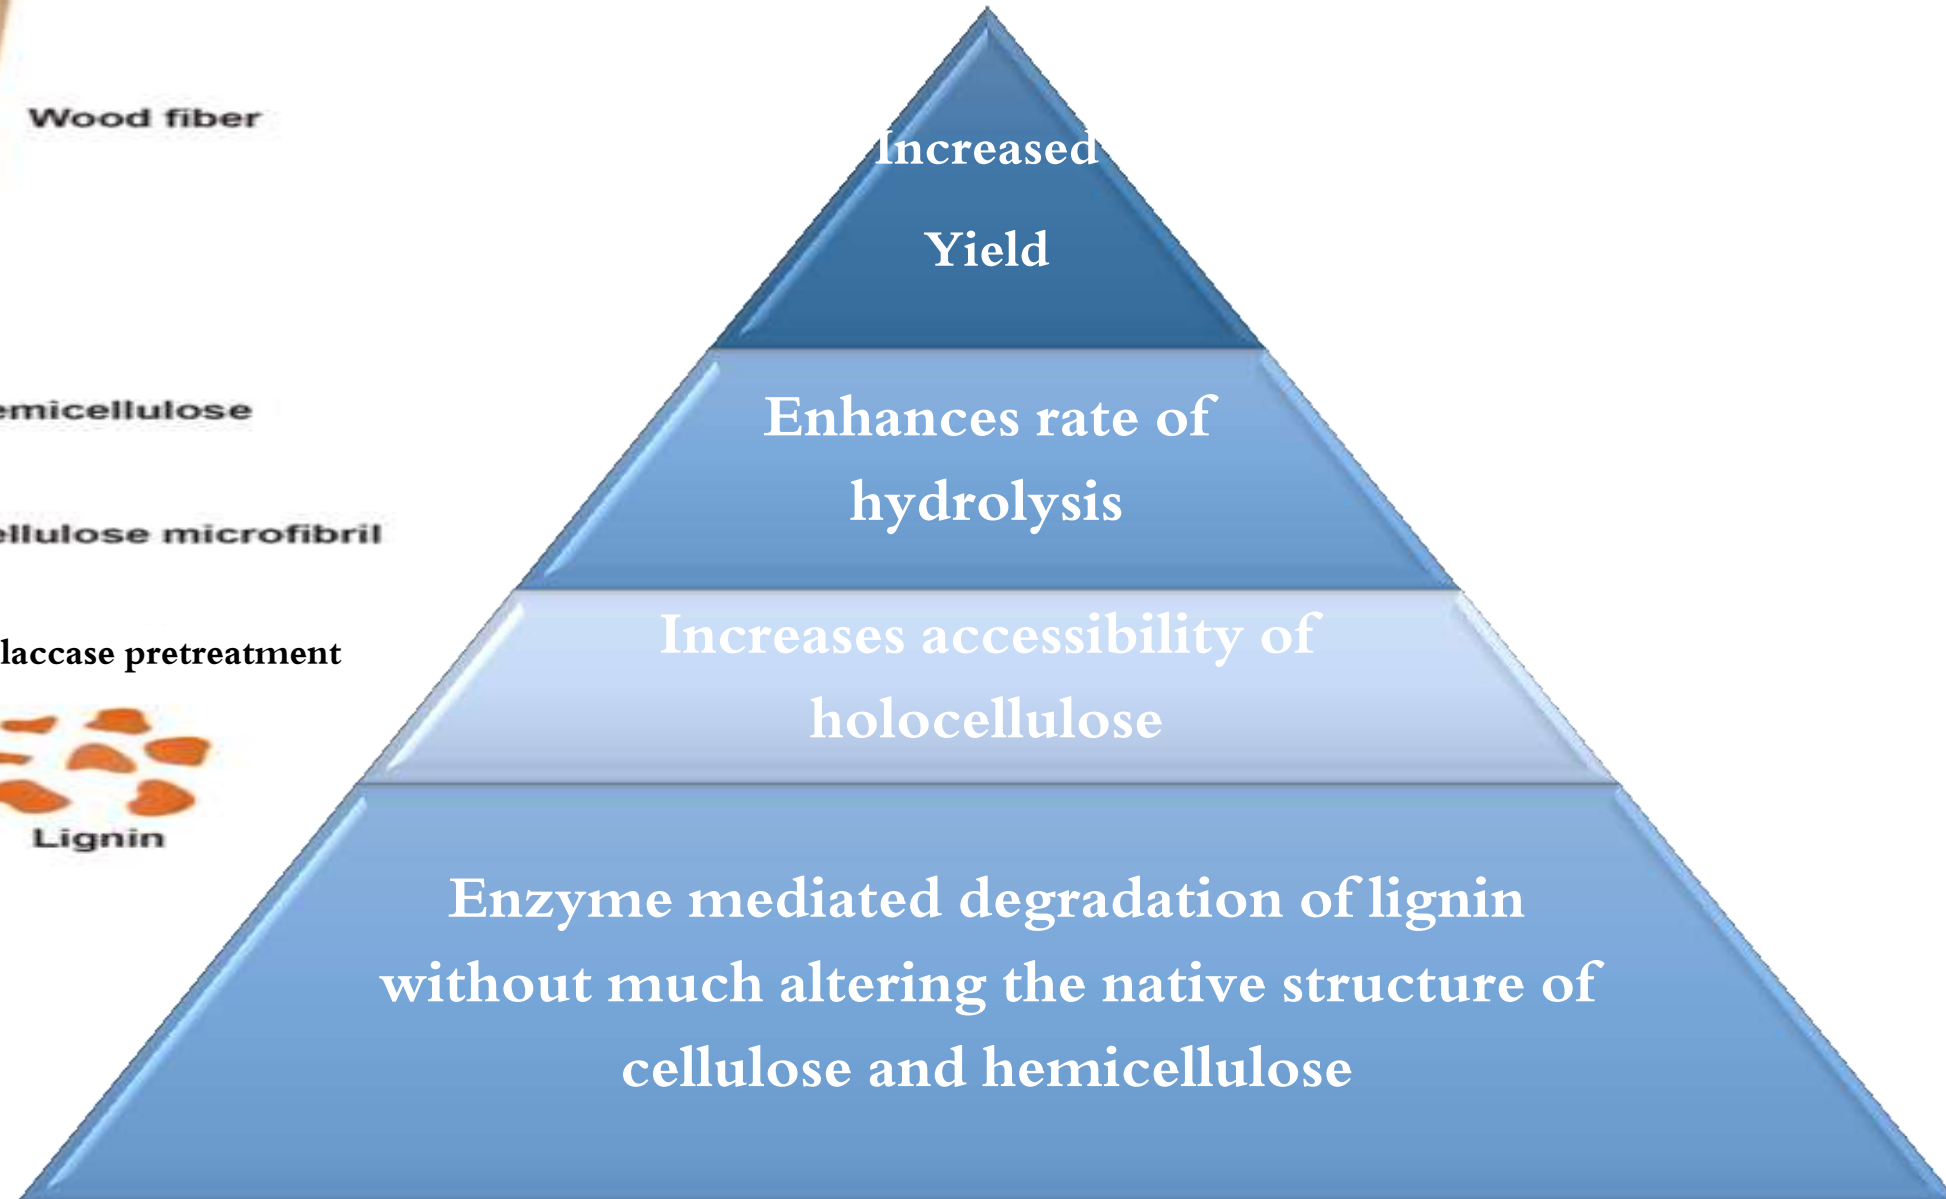 Wood fiber
emicellulose
ellulose microfibril
laccase pretreatment
Lignin
Increased
Yield
Enhances rate of
hydrolysis
Increases accessibility of
holocellulose
Enzyme mediated degradation of lignin
without much altering the native structure of
cellulose and hemicellulose